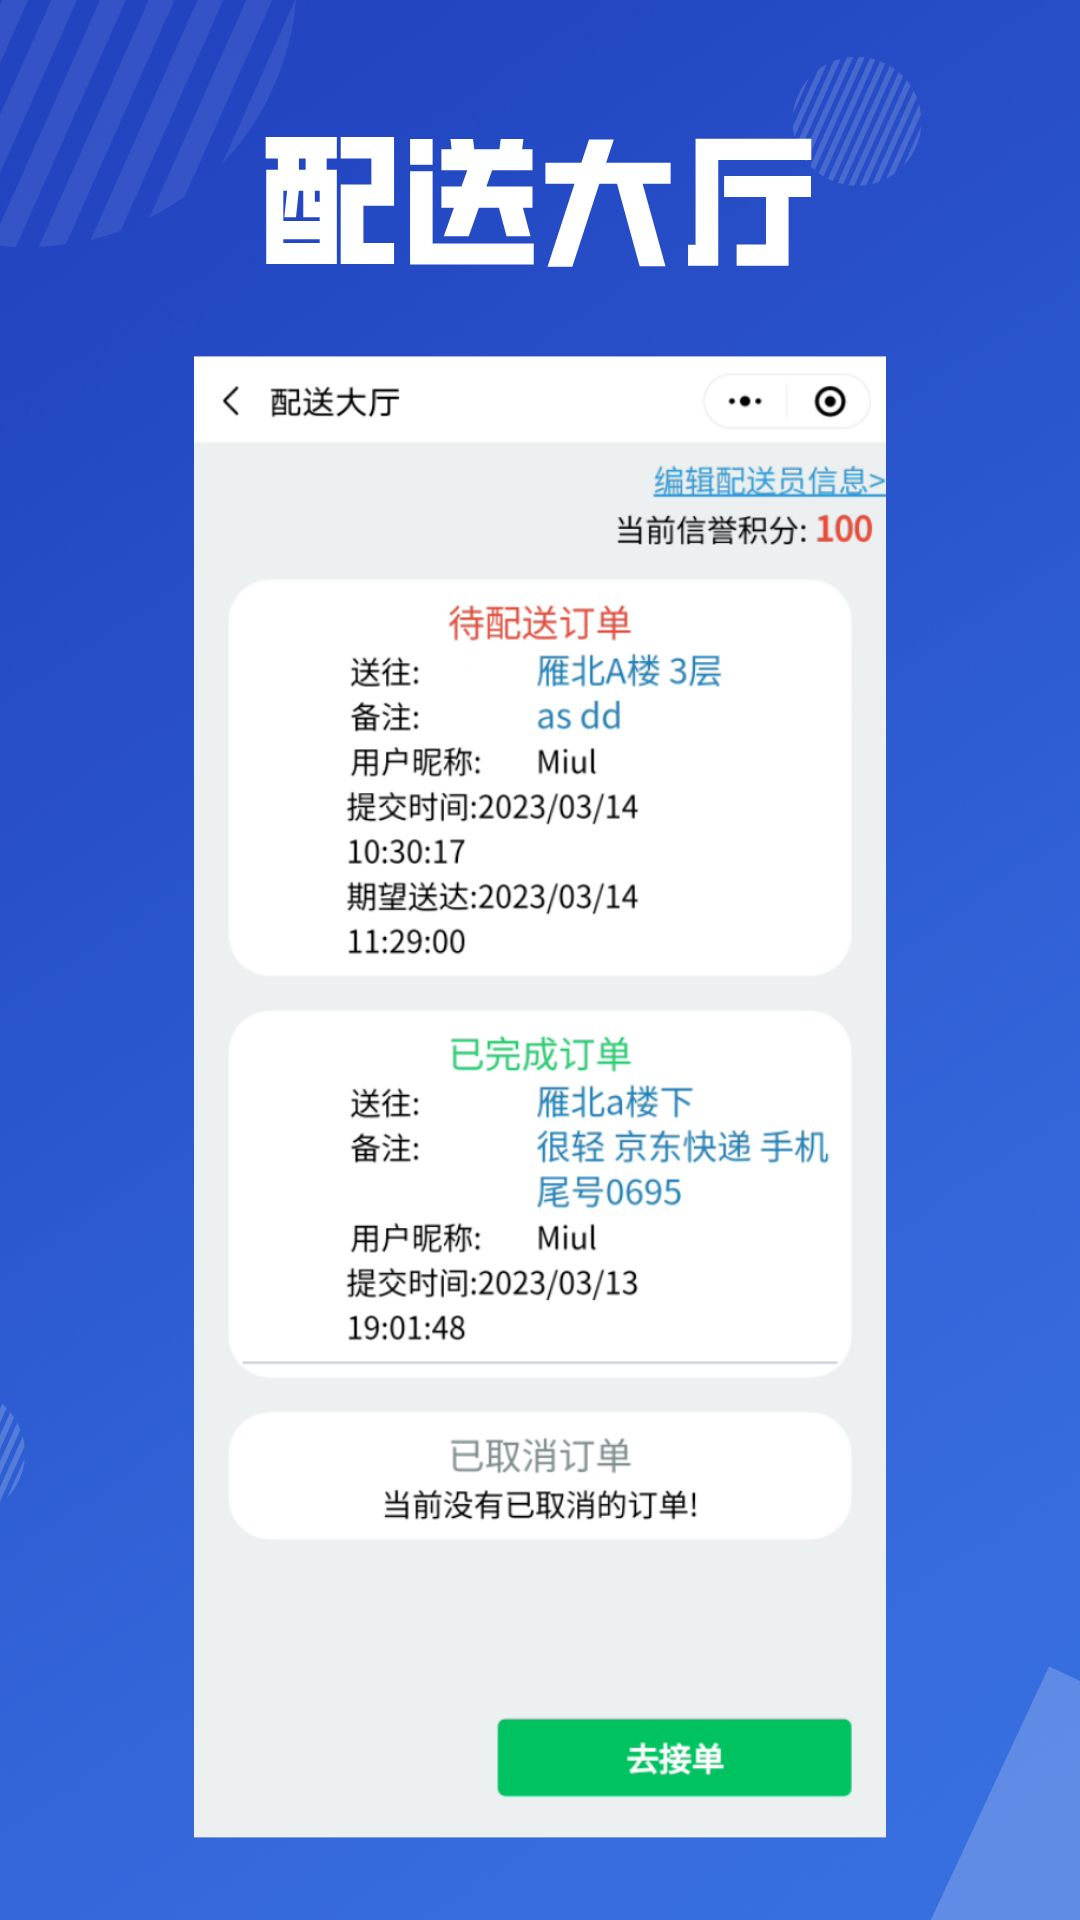 配送大厅
配送大厅
编辑配送员信息>
当前信誉积分: 100
待配送订单
送往: 雁北A楼 3层
备注: as dd
用户昵称: Miul
提交时间:2023/03/14
10:30:17
期望送达:2023/03/14
11:29:00
已完成订单
送往: 雁北a楼下
备注: 很轻 京东快递 手机
尾号0695
用户昵称: Miul
提交时间:2023/03/13
19:01:48
已取消订单
当前没有已取消的订单!
去接单